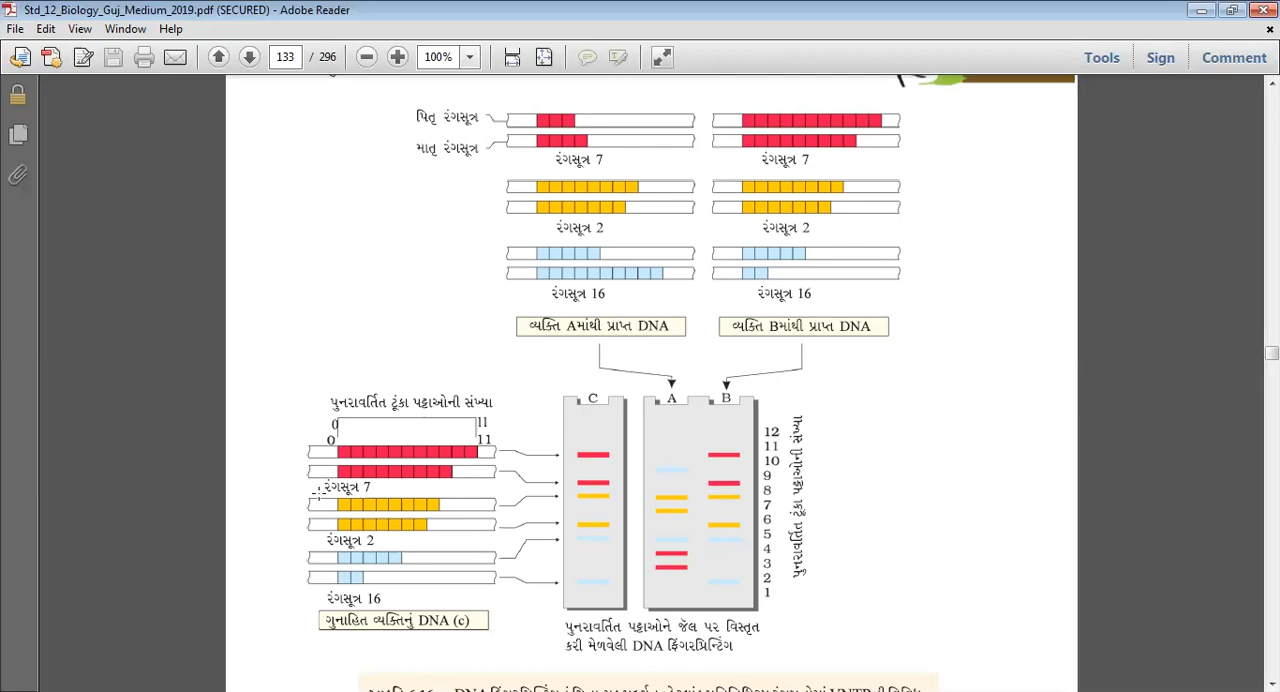 Std_12_Biology_Guj_Medium_2019.pdf (SECURED) - Adobe Reader
File Edit View Window Help
133 / 296 100% Tools Sign Comment
પિતૃ રંગસૂત્ર
માતૃ રંગસૂત્ર
રંગસૂત્ર 7 રંગસૂત્ર 7
રંગસૂત્ર 2 રંગસૂત્ર 2
રંગસૂત્ર 16 રંગસૂત્ર 16
વ્યક્તિ Aમાંથી પ્રાપ્ત DNA વ્યક્તિ Bમાંથી પ્રાપ્ત DNA
પુનરાવર્તિત ટૂંકા પટ્ટાઓની સંખ્યા
0 11
0 11
રંગસૂત્ર 7
રંગસૂત્ર 2
રંગસૂત્ર 16
ગુનાહિત વ્યક્તિનું DNA (c)
C A B
12
11
10
9
8
7
6
5
4
3
2
1
પુનરાવર્તિત ટૂંકા પટ્ટાઓની સંખ્યા
પુનરાવર્તિત પટ્ટાઓને જૅલ પર વિસ્તૃત
કરી મેળવેલી DNA ફિંગરપ્રિન્ટિંગ